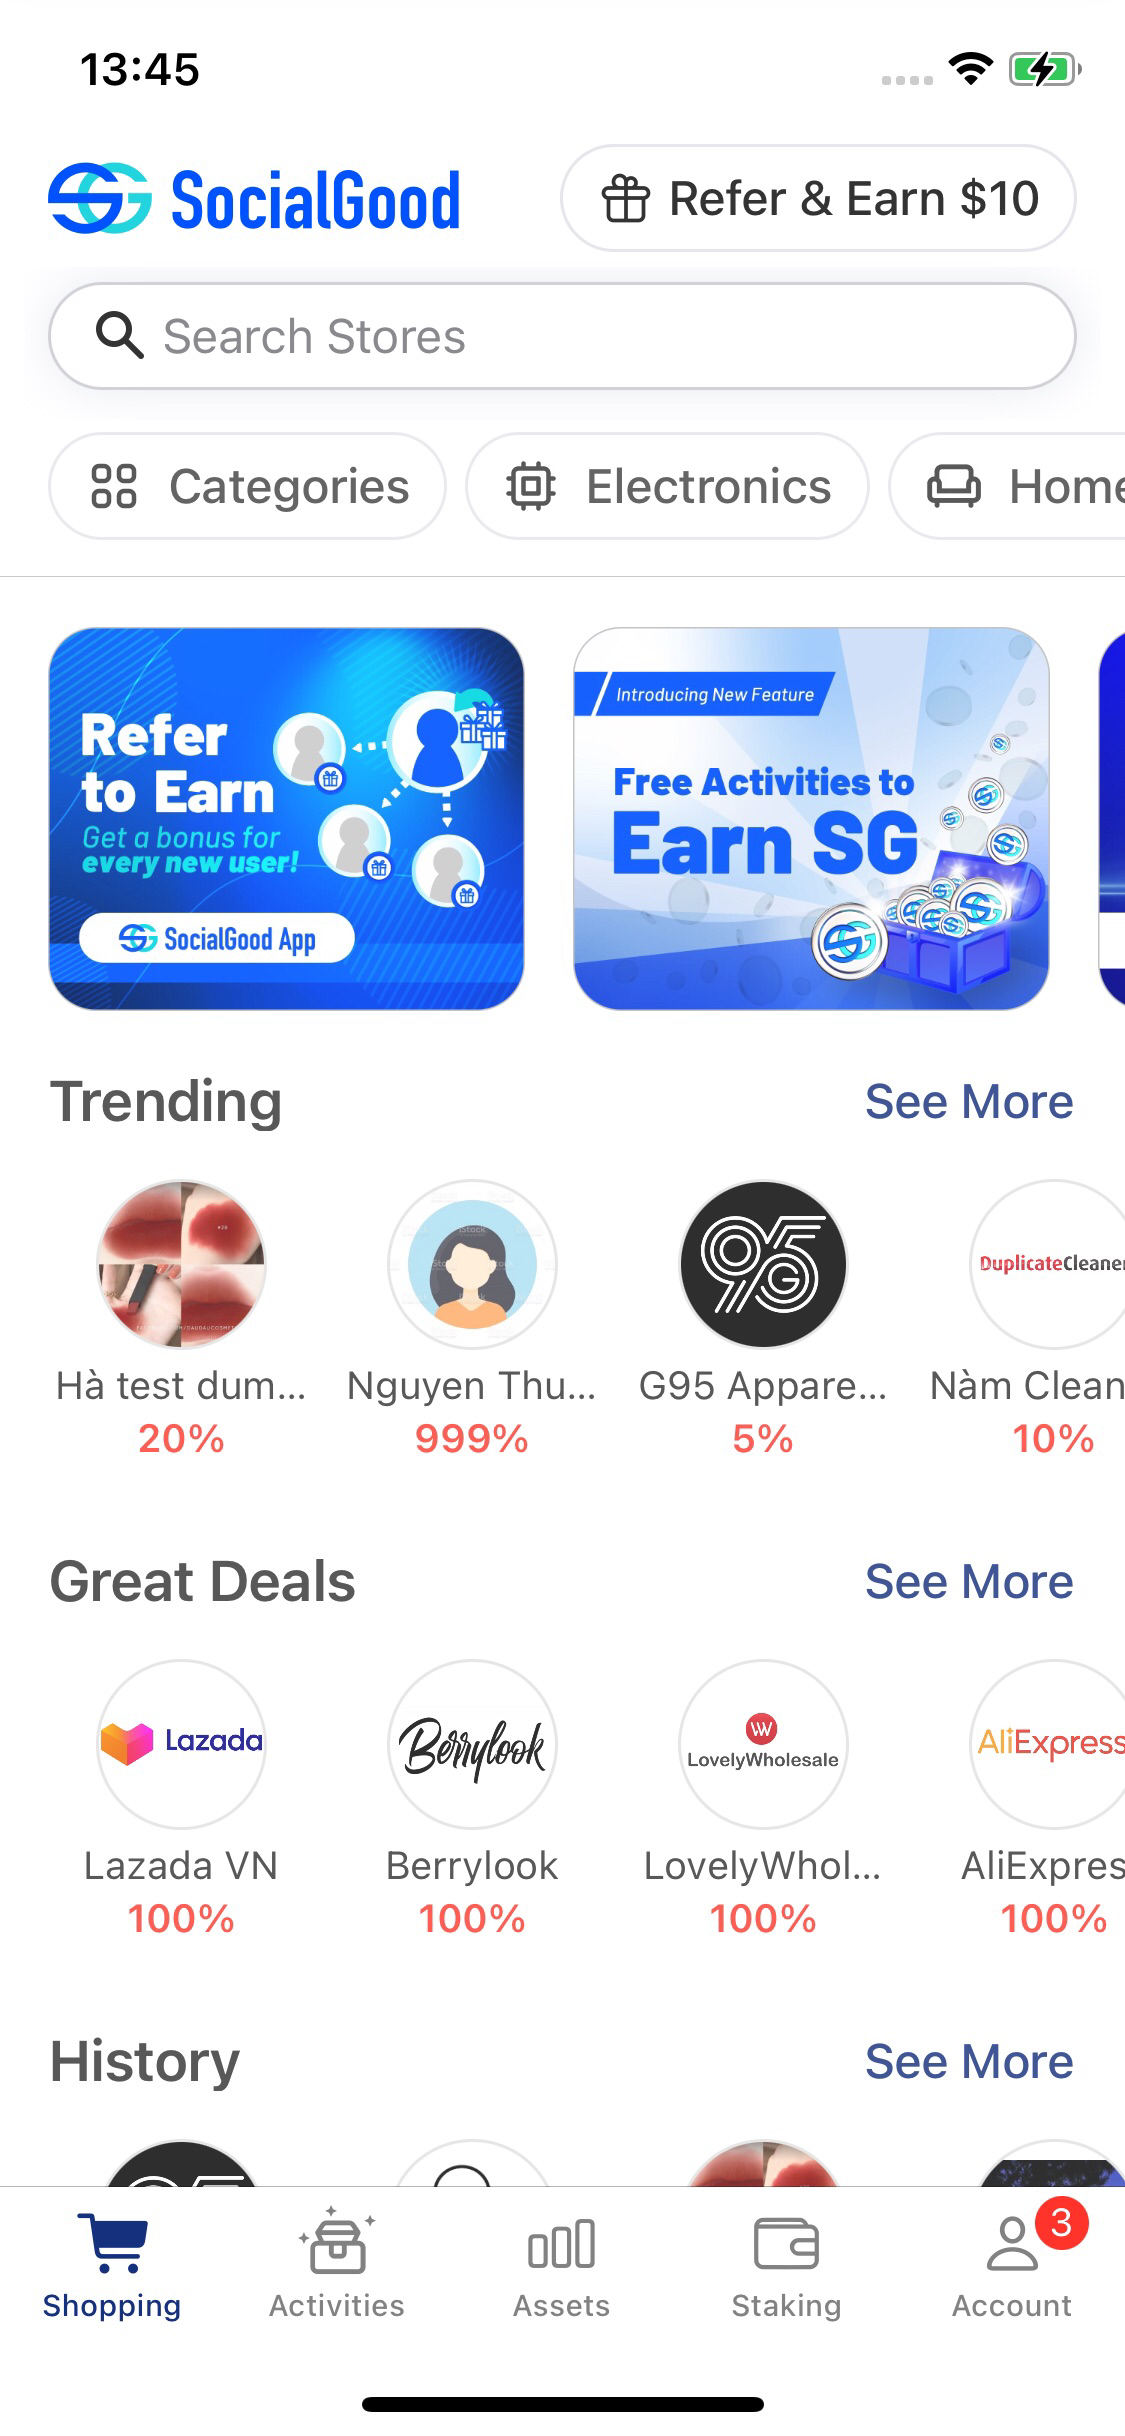 13:45
SocialGood
Refer & Earn $10
Search Stores
Categories
Electronics
Home
Refer
to Earn
Get a bonus for
every new user!
SocialGood App
Introducing New Feature
Free Activities to
Earn SG
Trending
See More
DuplicateCleaner
Hà test dum...
Nguyen Thu...
G95 Appare...
Nàm Clean
20%
999%
5%
10%
Great Deals
See More
Lazada
Berrylook
LovelyWholesale
AliExpress
Lazada VN
Berrylook
LovelyWhol...
AliExpres
100%
100%
100%
100%
History
See More
3
Shopping
Activities
Assets
Staking
Account